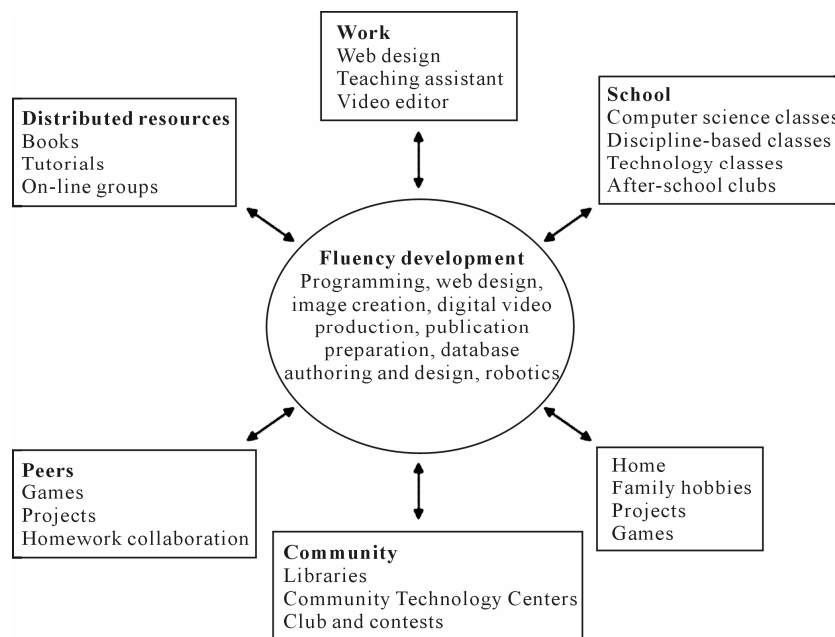 Work
Web design
Teaching assistant
Video editor
School
Computer science classes
Discipline-based classes
Technology classes
After-school clubs
Distributed resources
Books
Tutorials
On-line groups
Fluency development
Programming, web design,
image creation, digital video
production, publication
preparation, database
authoring and design, robotics
Peers
Games
Projects
Homework collaboration
Home
Family hobbies
Projects
Games
Community
Libraries
Community Technology Centers
Club and contests